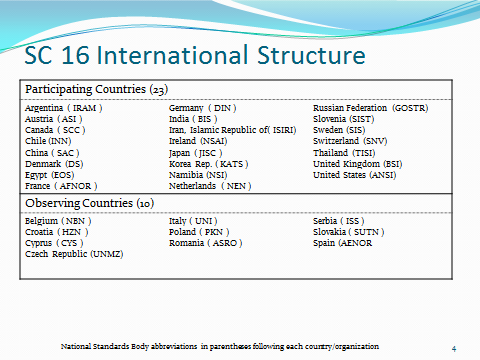 SC 16 International Structure
Participating Countries (23)
Argentina ( IRAM )
Austria ( ASI )
Canada ( SCC )
Chile (INN)
China ( SAC )
Denmark (DS)
Egypt (EOS)
France ( AFNOR )
Germany ( DIN )
India ( BIS )
Iran, Islamic Republic of( ISIRI)
Ireland (NSAI)
Japan ( JISC )
Korea Rep. ( KATS )
Namibia (NSI)
Netherlands ( NEN )
Russian Federation (GOSTR)
Slovenia (SIST)
Sweden (SIS)
Switzerland (SNV)
Thailand (TISI)
United Kingdom (BSI)
United States (ANSI)
Observing Countries (10)
Belgium ( NBN )
Croatia ( HZN )
Cyprus ( CYS )
Czech Republic (UNMZ)
Italy ( UNI )
Poland ( PKN )
Romania ( ASRO )
Serbia ( ISS )
Slovakia ( SUTN )
Spain (AENOR
National Standards Body abbreviations in parentheses following each country/organization
4